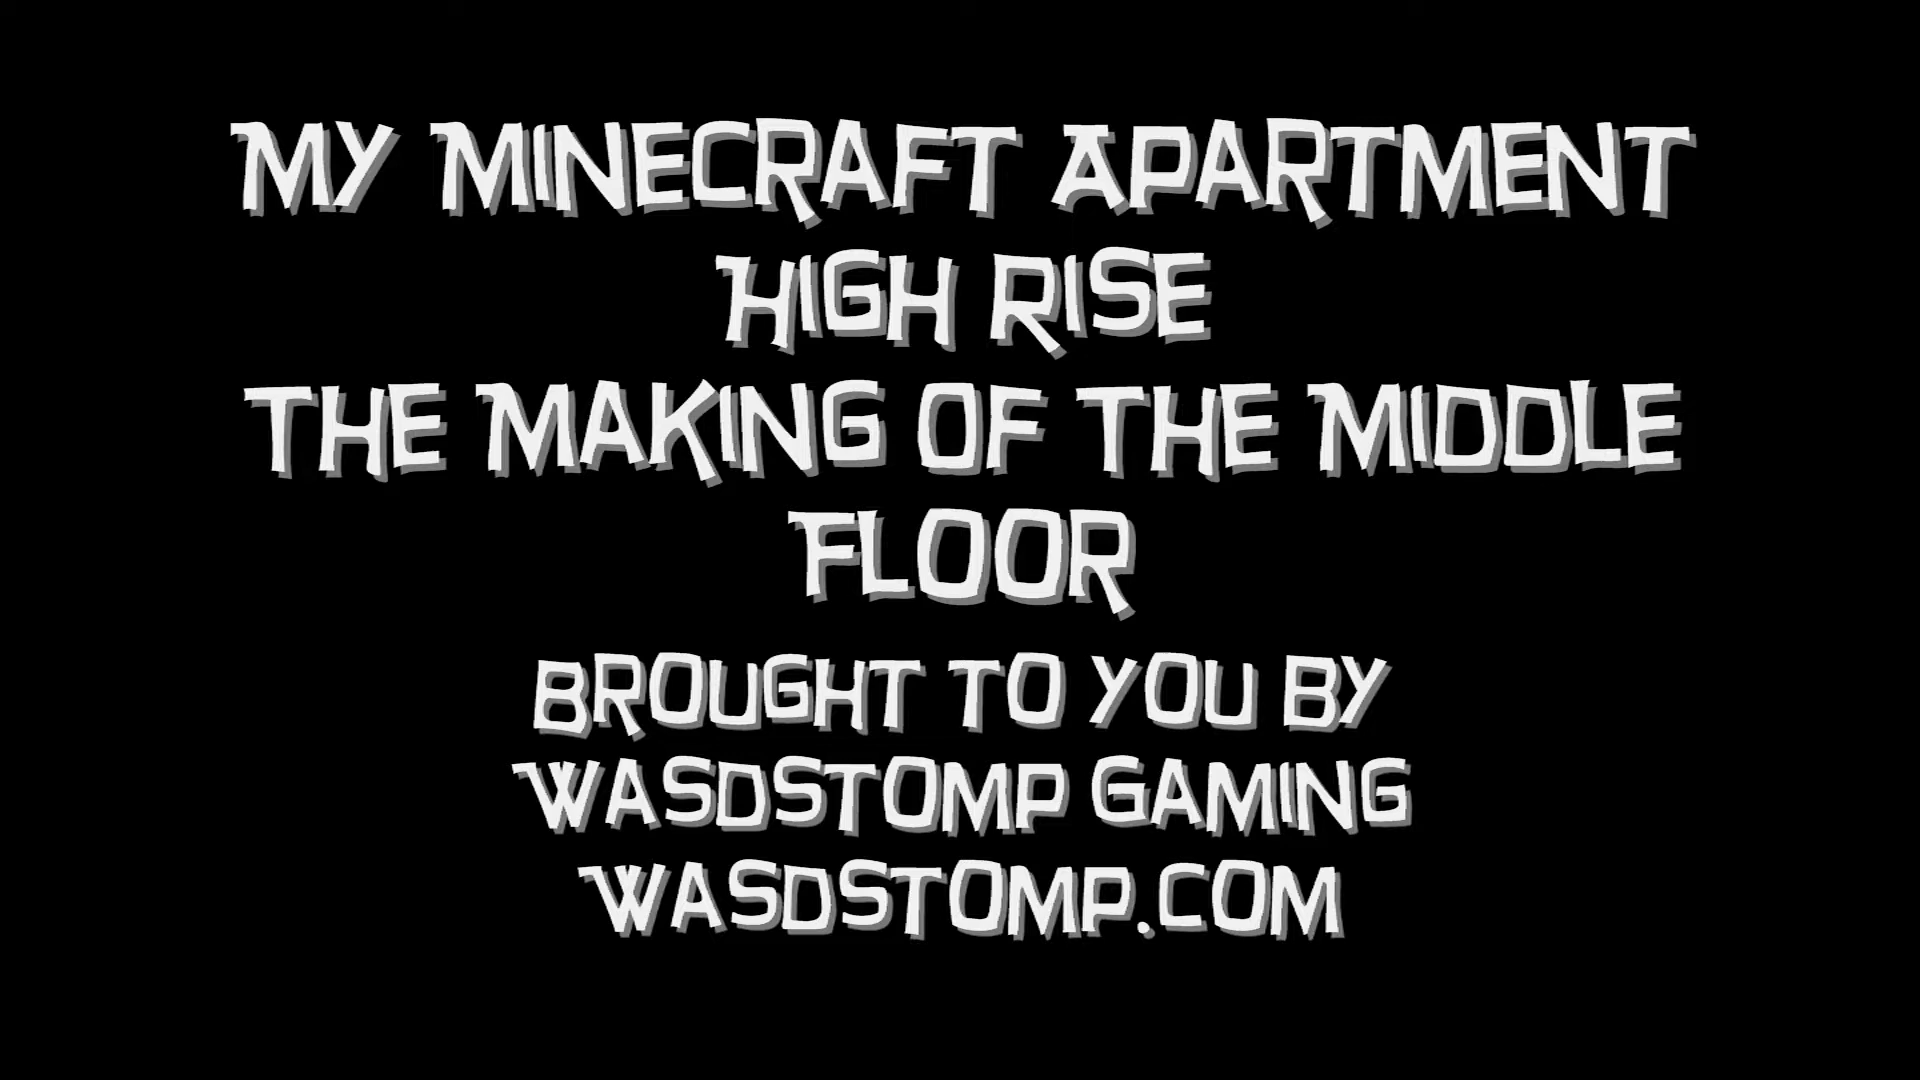 MY MINECRAFT APARTMENT
HIGH RISE
THE MAKING OF THE MIDDLE
FLOOR
BROUGHT TO YOU BY
WASDSTOMP GAMING
WASDSTOMP.COM